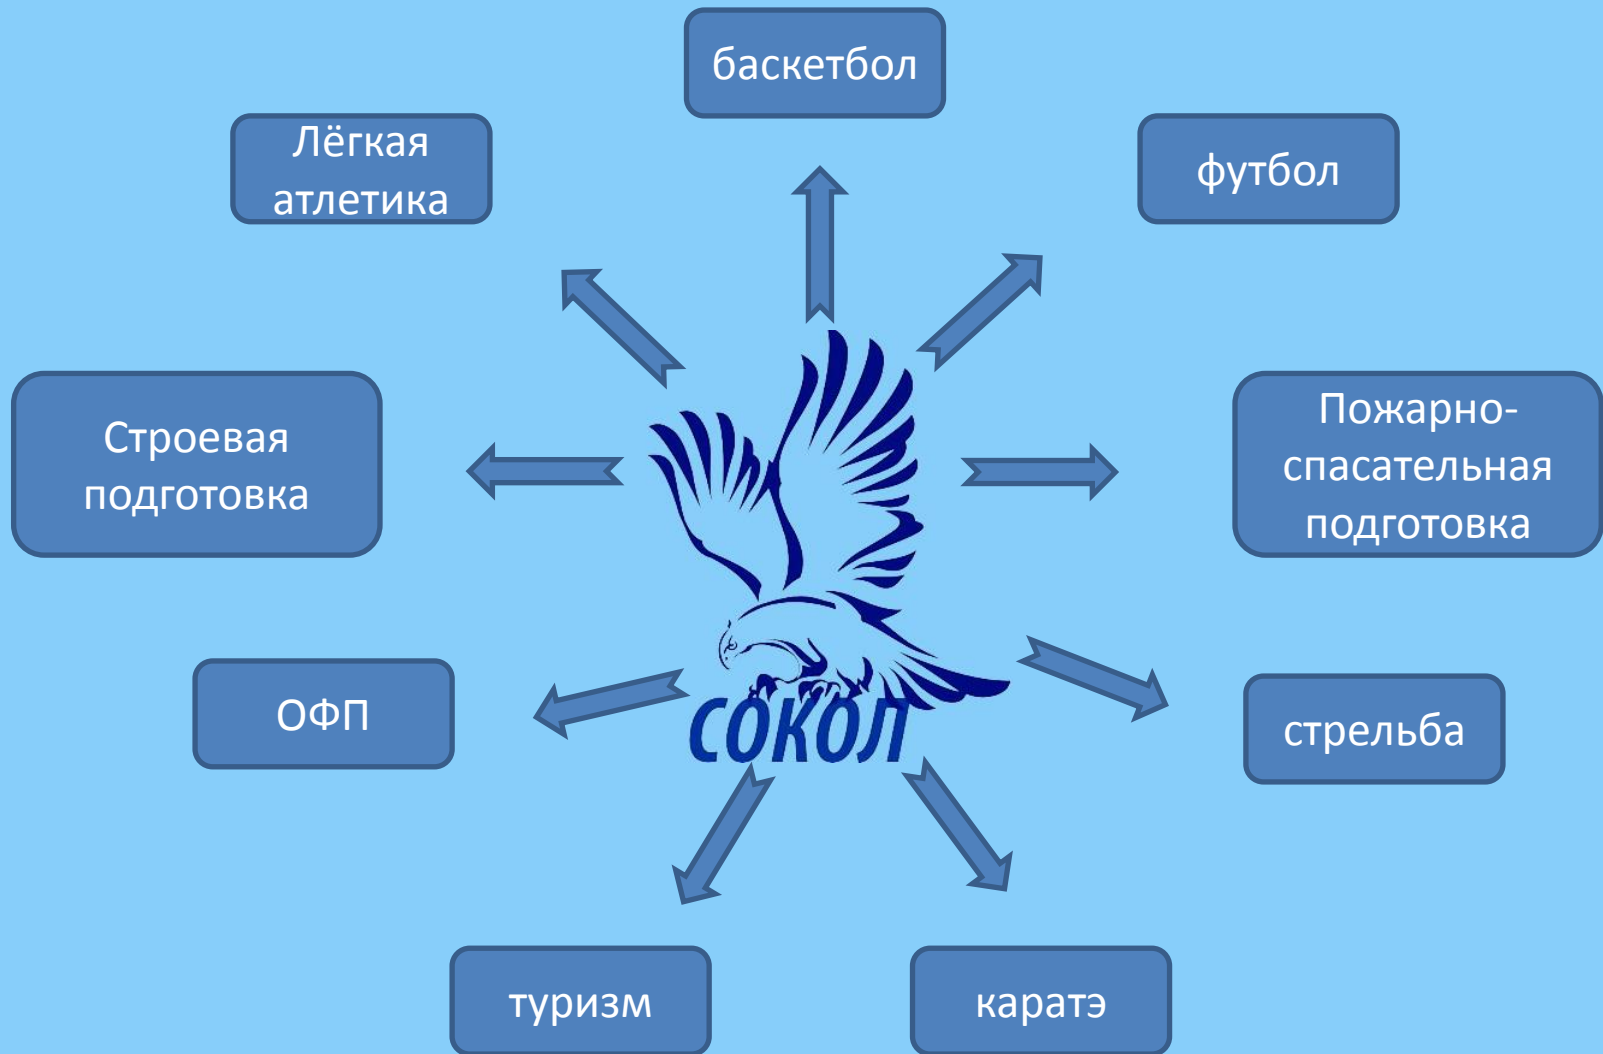 баскетбол
Лёгкая
атлетика
футбол
Строевая
подготовка
Пожарно-
спасательная
подготовка
ОФП
СОКОЛ
стрельба
туризм
каратэ